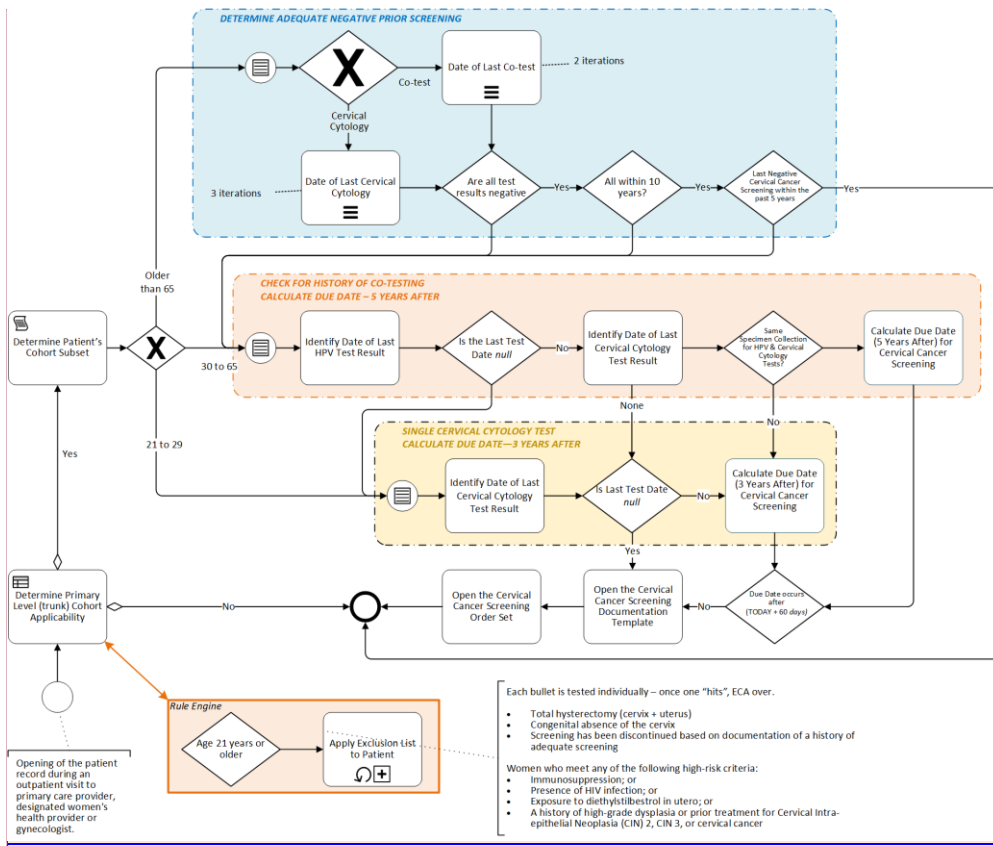 DETERMINE ADEQUATE NEGATIVE PRIOR SCREENING
X
Co-test
Date of Last Co-test
2 iterations
Cervical
Cytology
3 iterations
Date of Last Cervical
Cytology
Are all test
results negative
Yes
All within 10
years?
Yes
Last Negative
Cervical Cancer
Screening within the
past 5 years
Yes
Older
than 65
CHECK FOR HISTORY OF CO-TESTING
CALCULATE DUE DATE – 5 YEARS AFTER
Determine Patient's
Cohort Subset
X
30 to 65
Identify Date of Last
HPV Test Result
Is the Last Test
Date null
No
Identify Date of Last
Cervical Cytology
Test Result
Same
Specimen Collection
for HPV & Cervical
Cytology
Tests?
Calculate Due Date
(5 Years After) for
Cervical Cancer
Screening
None
No
21 to 29
Yes
SINGLE CERVICAL CYTOLOGY TEST
CALCULATE DUE DATE—3 YEARS AFTER
Identify Date of Last
Cervical Cytology
Test Result
Is Last Test Date
null
No
Calculate Due Date
(3 Years After) for
Cervical Cancer
Screening
Yes
Determine Primary
Level (trunk) Cohort
Applicability
No
Open the Cervical
Cancer Screening
Order Set
Open the Cervical
Cancer Screening
Documentation
Template
No
Due Date occurs
after
(TODAY + 60 days)
Rule Engine
Age 21 years or
older
Apply Exclusion List
to Patient
Opening of the patient
record during an
outpatient visit to
primary care provider,
designated women's
health provider or
gynecologist.
Each bullet is tested individually – once one "hits", ECA over.
• Total hysterectomy (cervix + uterus)
• Congenital absence of the cervix
• Screening has been discontinued based on documentation of a history of
adequate screening
Women who meet any of the following high-risk criteria:
• Immunosuppression; or
• Presence of HIV infection; or
• Exposure to diethylstilbestrol in utero; or
• A history of high-grade dysplasia or prior treatment for Cervical Intra-
epithelial Neoplasia (CIN) 2, CIN 3, or cervical cancer